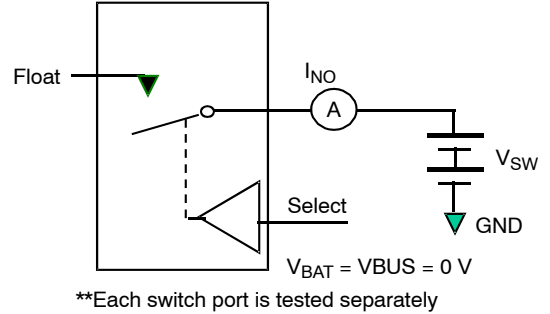 Float
I_NO
A
V_SW
Select
GND
V_BAT = VBUS = 0 V
**Each switch port is tested separately